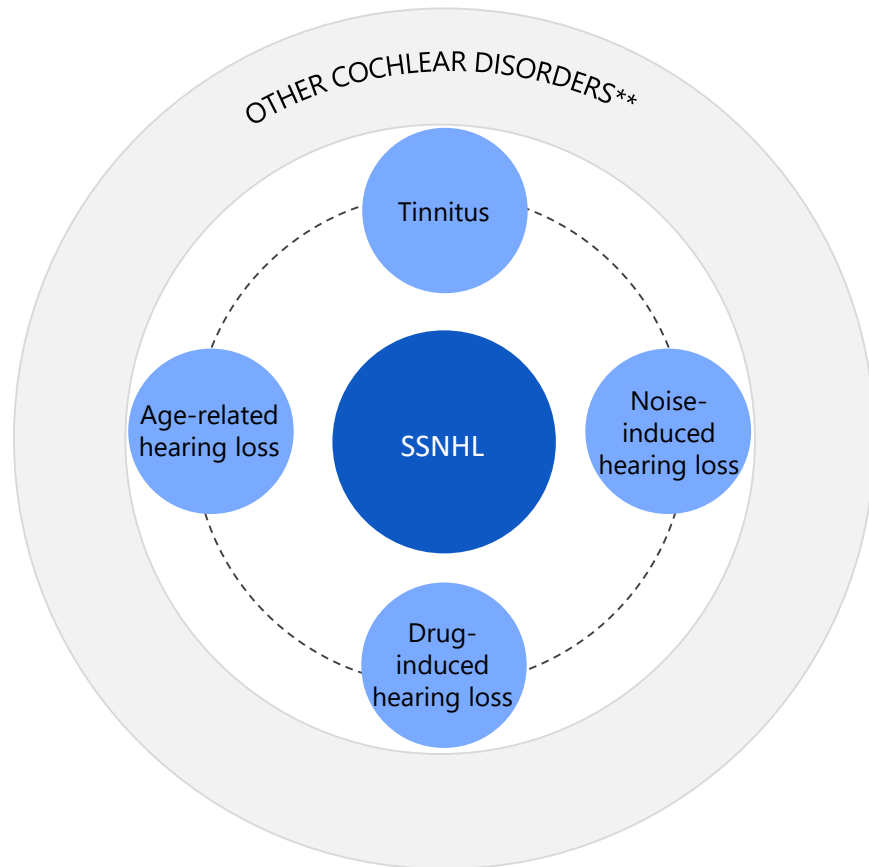 OTHER COCHLEAR DISORDERS**
Tinnitus
Age-related
hearing loss
SSNHL
Noise-
induced
hearing loss
Drug-
induced
hearing loss